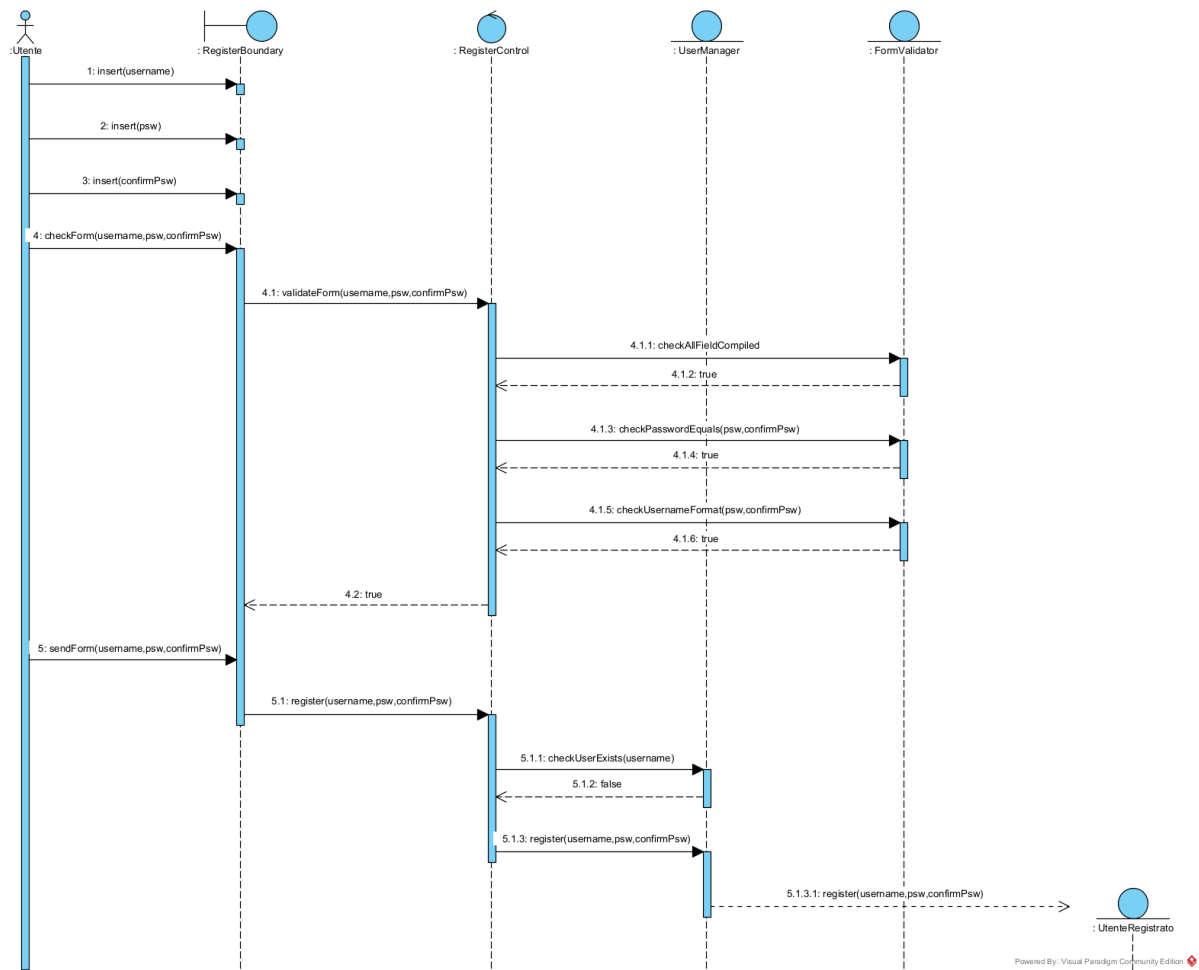 :Utente
: RegisterBoundary
: RegisterControl
: UserManager
: FormValidator
1: insert(username)
2: insert(psw)
3: insert(confirmPsw)
4: checkForm(username,psw,confirmPsw)
4.1: validateForm(username,psw,confirmPsw)
4.1.1: checkAllFieldCompiled
4.1.2: true
4.1.3: checkPasswordEquals(psw,confirmPsw)
4.1.4: true
4.1.5: checkUsernameFormat(psw,confirmPsw)
4.1.6: true
4.2: true
5: sendForm(username,psw,confirmPsw)
5.1: register(username,psw,confirmPsw)
5.1.1: checkUserExists(username)
5.1.2: false
5.1.3: register(username,psw,confirmPsw)
5.1.3.1: register(username,psw,confirmPsw)
: UtenteRegistrato
Powered By Visual Paradigm Community Edition